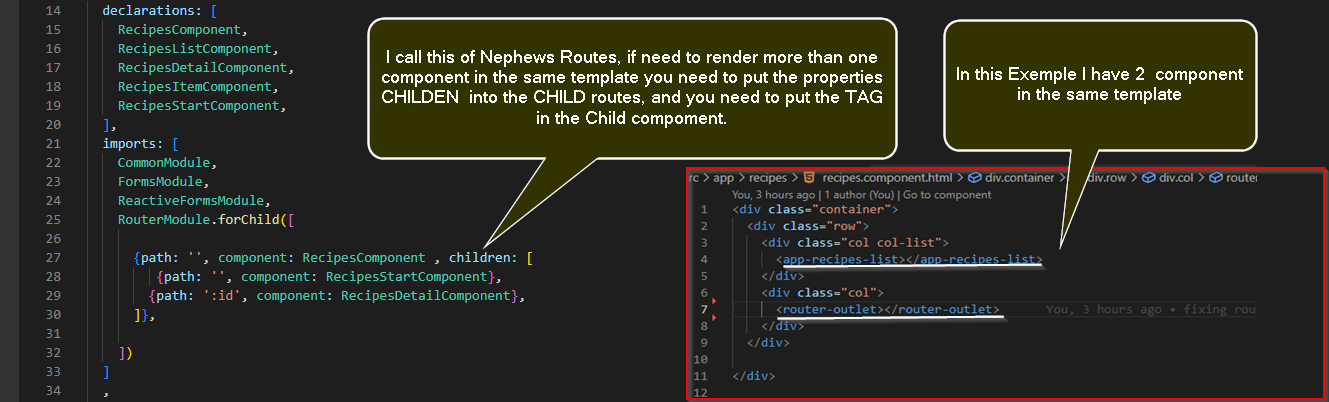 14 declarations: [
15 RecipesComponent,
16 RecipesListComponent,
17 RecipesDetailComponent,
18 RecipesItemComponent,
19 RecipesStartComponent,
20 ],
21 imports: [
22 CommonModule,
23 FormsModule,
24 ReactiveFormsModule,
25 RouterModule.forChild([
26
27 {path: '', component: RecipesComponent , children: [
28 {path: '', component: RecipesStartComponent},
29 {path: ':id', component: RecipesDetailComponent},
30 ]},
31
32 ])
33 ]
34 ,
I call this of Nephews Routes, if need to render more than one
component in the same template you need to put the properties
CHILDEN into the CHILD routes, and you need to put the TAG
in the Child compoment.
In this Exemple I have 2 component
in the same template
rc > app > recipes > recipes.component.html > div.container > div.row > div.col > router
You, 3 hours ago | 1 author (You) | Go to component
1 <div class="container">
2 <div class="row">
3 <div class="col col-list">
4 <app-recipes-list></app-recipes-list>
5 </div>
6 <div class="col">
7 <router-outlet></router-outlet> You, 3 hours ago • fixing rou
8 </div>
9 </div>
10
11 </div>
12